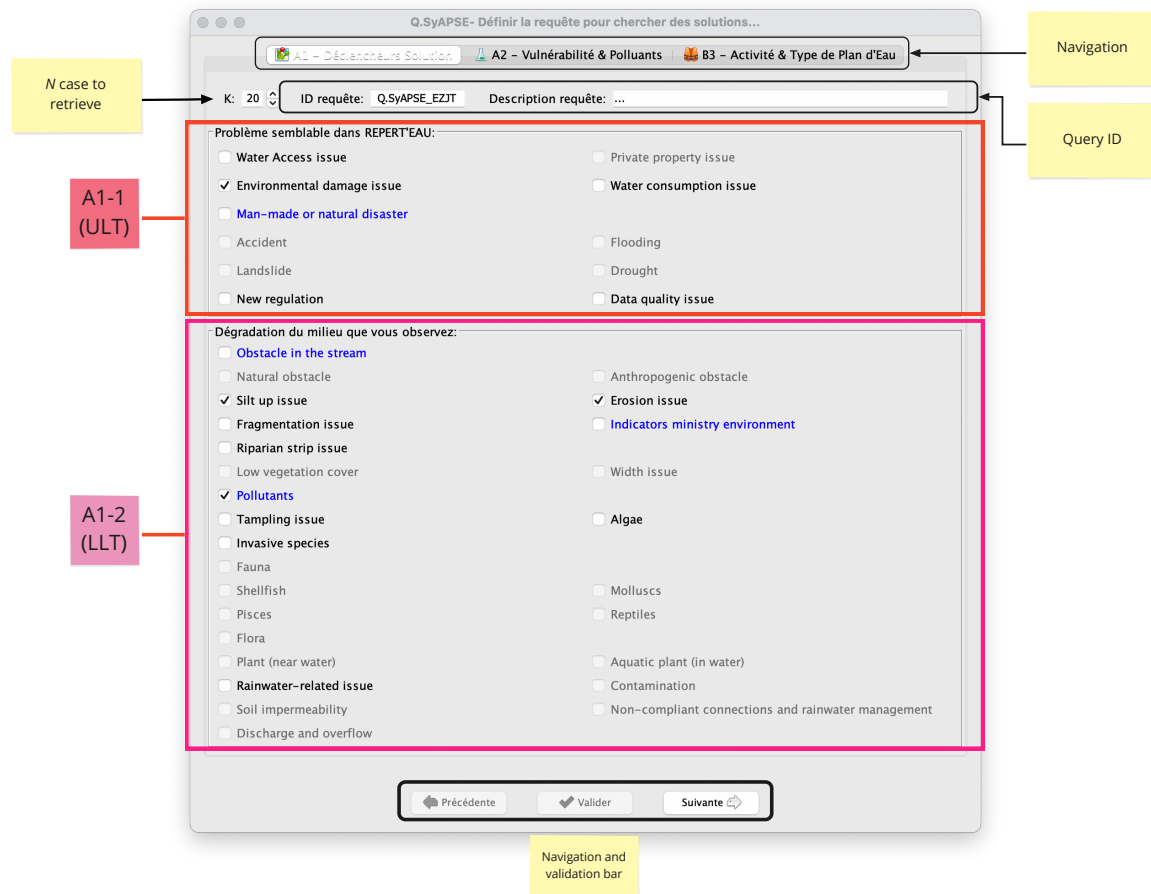 Q.SyAPSE- Définir la requête pour chercher des solutions...
A1 – Déclencheurs Solution
A2 – Vulnérabilité & Polluants
B3 – Activité & Type de Plan d'Eau
Navigation
N case to
retrieve
K: 20
ID requête: Q.SyAPSE_EZJT
Description requête: ...
Query ID
Problème semblable dans REPERT'EAU:
Water Access issue
Private property issue
Environmental damage issue
Water consumption issue
Man-made or natural disaster
Accident
Flooding
Landslide
Drought
New regulation
Data quality issue
A1-1
(ULT)
Dégradation du milieu que vous observez:
Obstacle in the stream
Natural obstacle
Anthropogenic obstacle
Silt up issue
Erosion issue
Fragmentation issue
Indicators ministry environment
Riparian strip issue
Low vegetation cover
Width issue
Pollutants
Tampling issue
Algae
Invasive species
Fauna
Shellfish
Molluscs
Pisces
Reptiles
Flora
Plant (near water)
Aquatic plant (in water)
Rainwater-related issue
Contamination
Soil impermeability
Non-compliant connections and rainwater management
Discharge and overflow
A1-2
(LLT)
Précédente
Valider
Suivante
Navigation and
validation bar